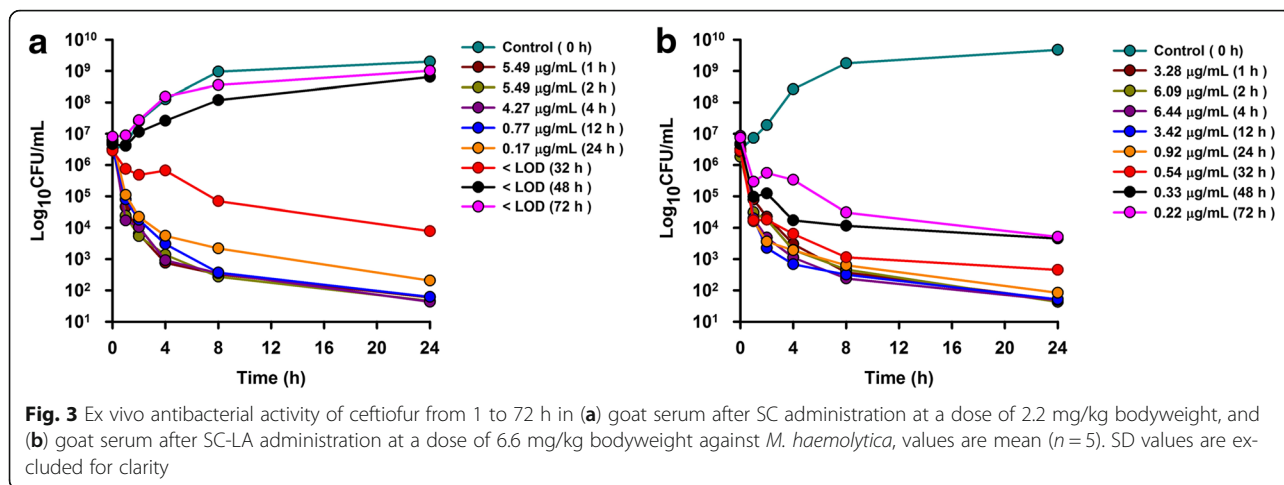 a
Log10CFU/mL
10^10
10^9
10^8
10^7
10^6
10^5
10^4
10^3
10^2
10^1
0 4 8 12 16 20 24
Time (h)
Control ( 0 h)
5.49 μg/mL (1 h )
5.49 μg/mL (2 h )
4.27 μg/mL (4 h )
0.77 μg/mL (12 h )
0.17 μg/mL (24 h )
< LOD (32 h )
< LOD (48 h )
< LOD (72 h )
b
Log10CFU/mL
10^10
10^9
10^8
10^7
10^6
10^5
10^4
10^3
10^2
10^1
0 4 8 12 16 20 24
Time (h)
Control ( 0 h)
3.28 μg/mL (1 h )
6.09 μg/mL (2 h )
6.44 μg/mL (4 h )
3.42 μg/mL (12 h )
0.92 μg/mL (24 h )
0.54 μg/mL (32 h )
0.33 μg/mL (48 h )
0.22 μg/mL (72 h )
Fig. 3 Ex vivo antibacterial activity of ceftiofur from 1 to 72 h in (a) goat serum after SC administration at a dose of 2.2 mg/kg bodyweight, and
(b) goat serum after SC-LA administration at a dose of 6.6 mg/kg bodyweight against M. haemolytica, values are mean (n = 5). SD values are ex-
cluded for clarity